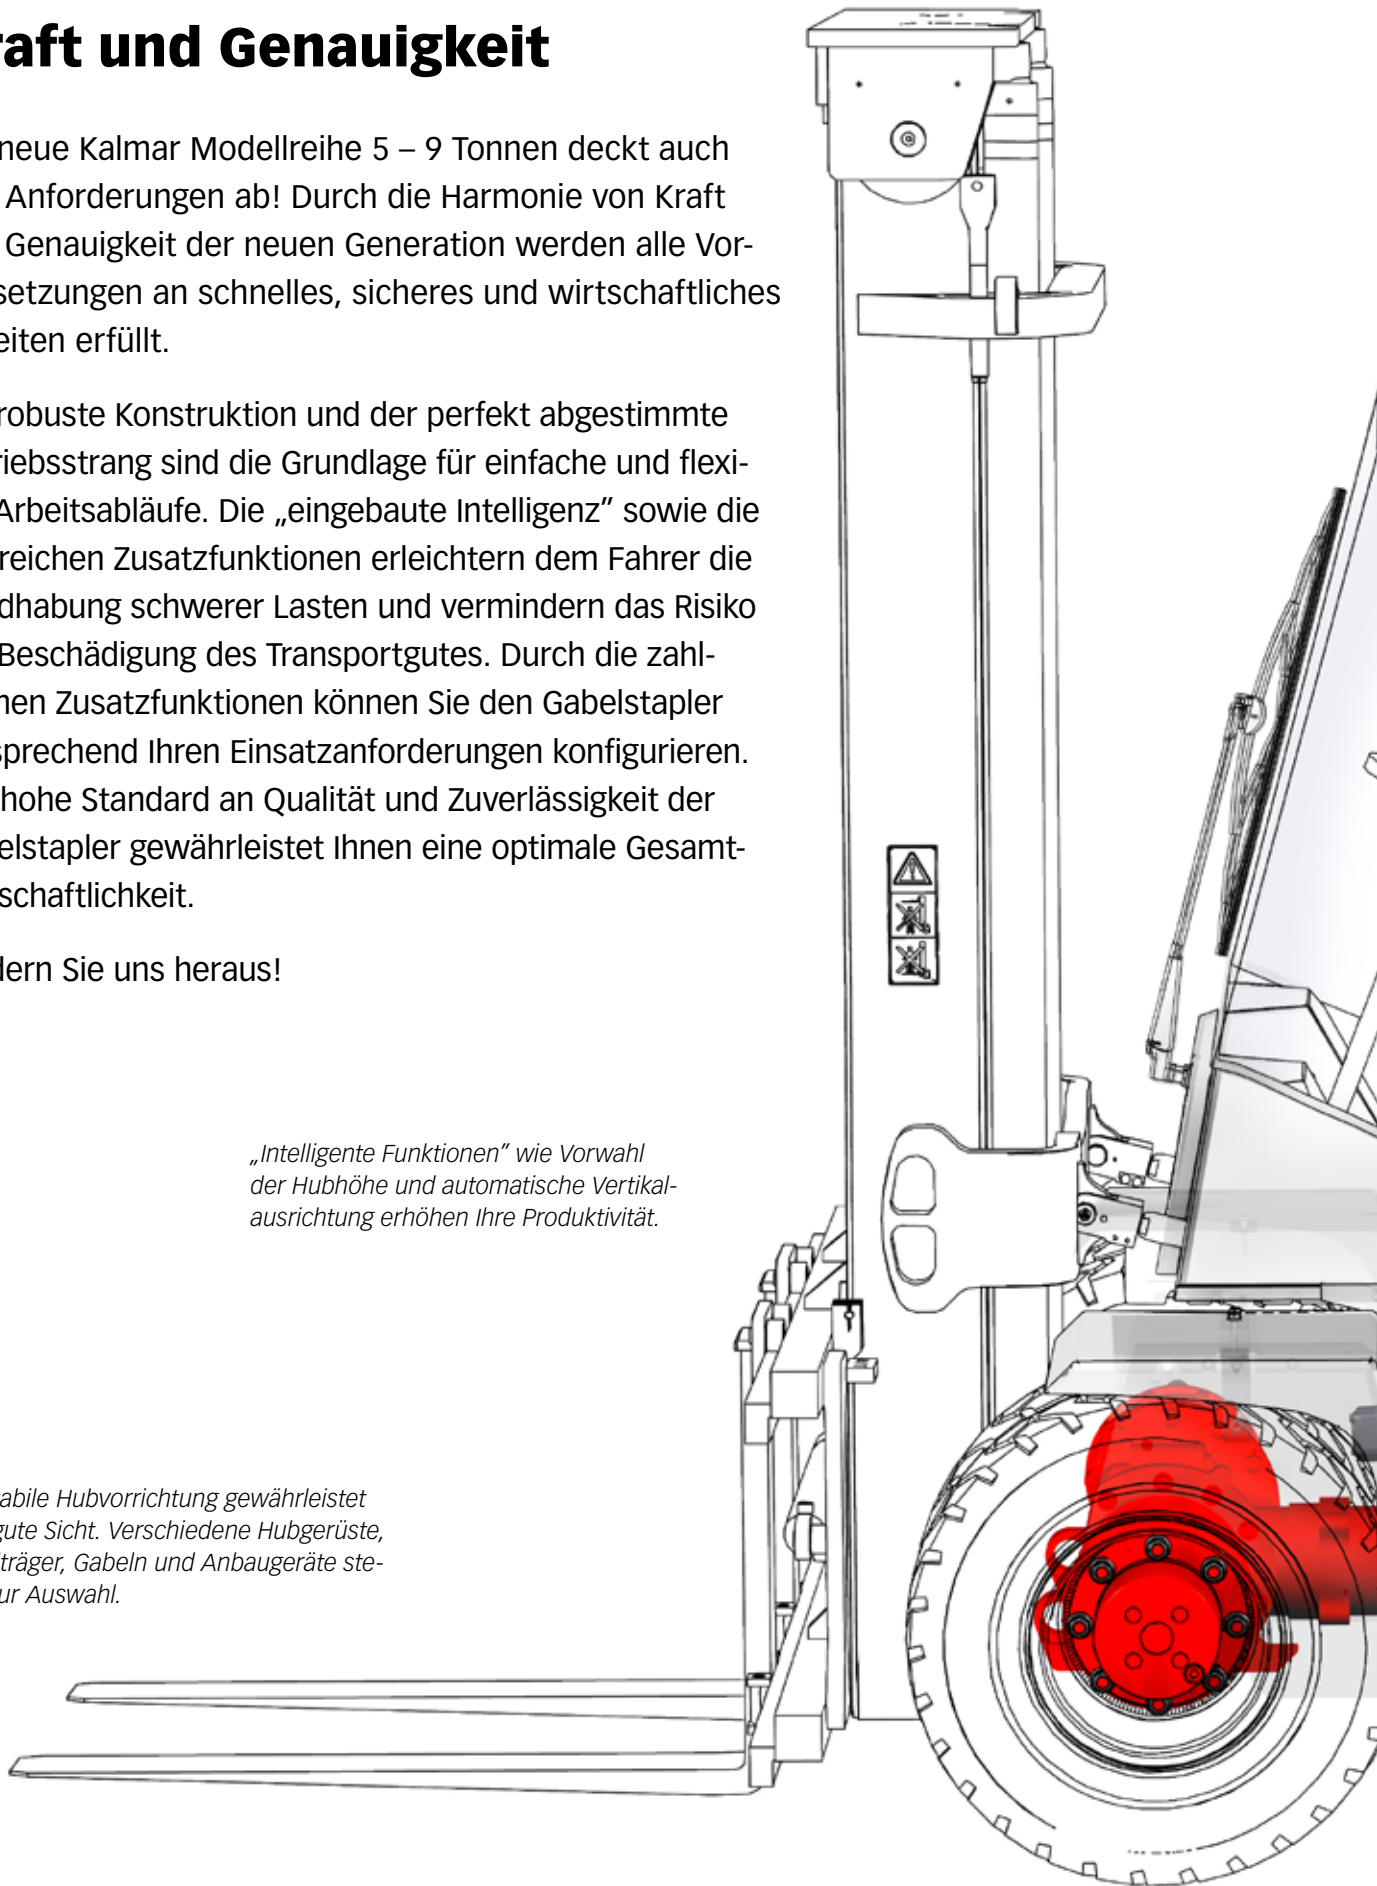 raft und Genauigkeit
neue Kalmar Modellreihe 5 – 9 Tonnen deckt auch
Anforderungen ab! Durch die Harmonie von Kraft
Genauigkeit der neuen Generation werden alle Vor-
setzungen an schnelles, sicheres und wirtschaftliches
eiten erfüllt.
robuste Konstruktion und der perfekt abgestimmte
riebsstrang sind die Grundlage für einfache und flexi-
Arbeitsabläufe. Die „eingebaute Intelligenz” sowie die
reichen Zusatzfunktionen erleichtern dem Fahrer die
dhabung schwerer Lasten und vermindern das Risiko
Beschädigung des Transportgutes. Durch die zahl-
hen Zusatzfunktionen können Sie den Gabelstapler
sprechend Ihren Einsatzanforderungen konfigurieren.
hohe Standard an Qualität und Zuverlässigkeit der
elstapler gewährleistet Ihnen eine optimale Gesamt-
schaftlichkeit.
dern Sie uns heraus!
„Intelligente Funktionen” wie Vorwahl
der Hubhöhe und automatische Vertikal-
ausrichtung erhöhen Ihre Produktivität.
abile Hubvorrichtung gewährleistet
gute Sicht. Verschiedene Hubgerüste,
lträger, Gabeln und Anbaugeräte ste-
ur Auswahl.